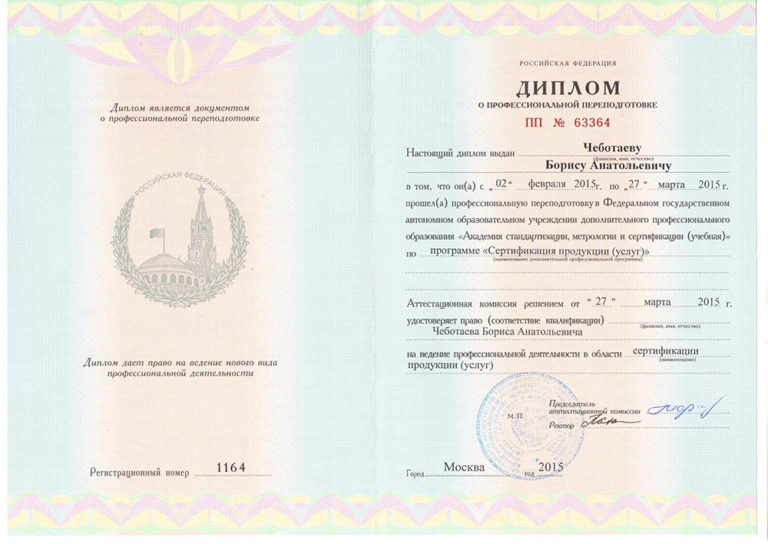 Диплом является документом
о профессиональной переподготовке
РОССИЙСКАЯ ФЕДЕРАЦИЯ
Диплом дает право на ведение нового вида
профессиональной деятельности
Регистрационный номер 1164
РОССИЙСКАЯ ФЕДЕРАЦИЯ
ДИПЛОМ
О ПРОФЕССИОНАЛЬНОЙ ПЕРЕПОДГОТОВКЕ
ПП № 63364
Настоящий диплом выдан Чеботаеву
(фамилия, имя, отчество)
Борису Анатольевичу
в том, что он(а) с „02“ февраля 2015г. по „27“ марта 2015г.
прошел(а) профессиональную переподготовку в Федеральном государственном
автономном образовательном учреждении дополнительного профессионального
образования «Академия стандартизации, метрологии и сертификации (учебная)»
по программе «Сертификация продукции (услуг)»
(наименование дополнительной профессиональной программы)
Аттестационная комиссия решением от "27" марта 2015 г.
удостоверяет право (соответствие квалификации)
(фамилия, имя, отчество)
Чеботаева Бориса Анатольевича
на ведение профессиональной деятельности в области сертификации
(наименование)
продукции (услуг)
Председатель
аттестационной комиссии
М.П
Ректор
Город Москва год 2015